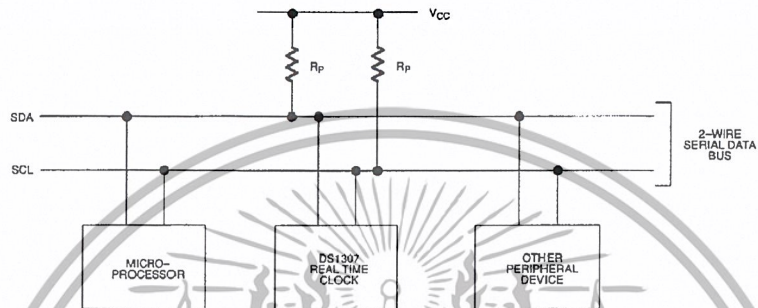 VCC
RP
RP
SDA
SCL
2–WIRE
SERIAL DATA
BUS
MICRO–
PROCESSOR
DS1307
REAL TIME
CLOCK
OTHER
PERIPHERAL
DEVICE